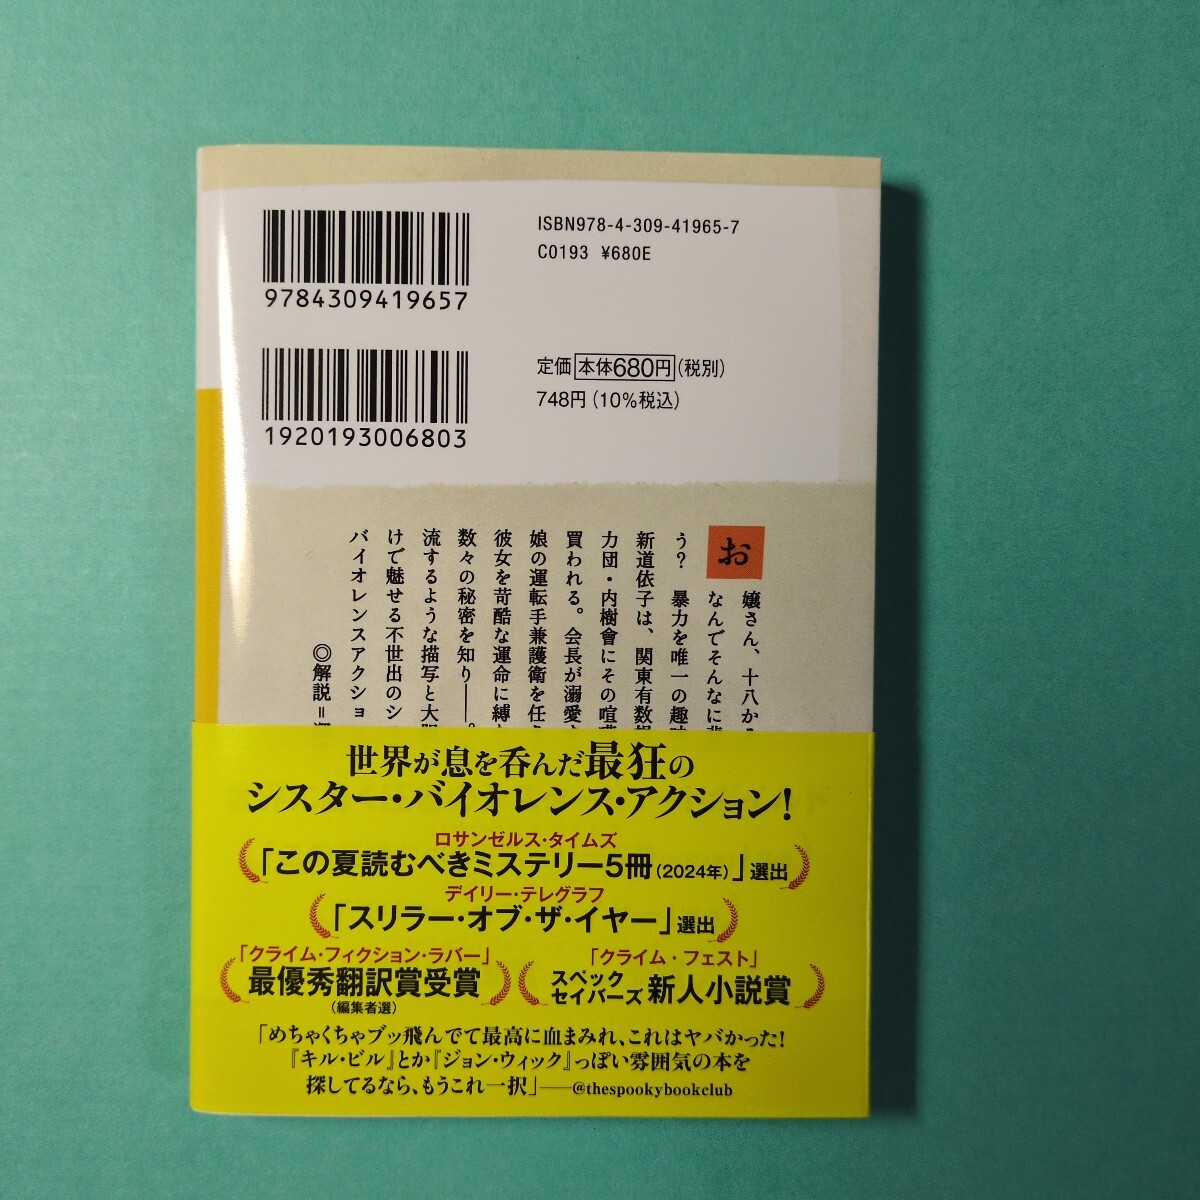 ISBN978-4-309-41965-7
C0193 ¥680E
9784309419657
定価 本体680円(税別)
748円(10%税込)
1920193006803
お嬢さん、十八か
なんでそんなに
う? 暴力を唯一の趣
新道依子は、関東有数
力団・内樹會にその喧
買われる。会長が溺愛
娘の運転手兼護衛を任
彼女を苛酷な運命に縛
数々の秘密を知り――。
流するような描写と大
けで魅せる不世出のシ
バイオレンスアクショ
◎解説=
世界が息を呑んだ最狂の
シスター・バイオレンス・アクション!
ロサンゼルス・タイムズ
「この夏読むべきミステリー5冊(2024年)」選出
デイリー・テレグラフ
「スリラー・オブ・ザ・イヤー」選出
「クライム・フィクション・ラバー」
最優秀翻訳賞受賞
(編集者選)
「クライム・フェスト」
スペック
セイバーズ新人小説賞
「めちゃくちゃブッ飛んでて最高に血まみれ、これはヤバかった!
『キル・ビル』とか『ジョン・ウィック』っぽい雰囲気の本を
探してるなら、もうこれ一択」――@thespookybookclub